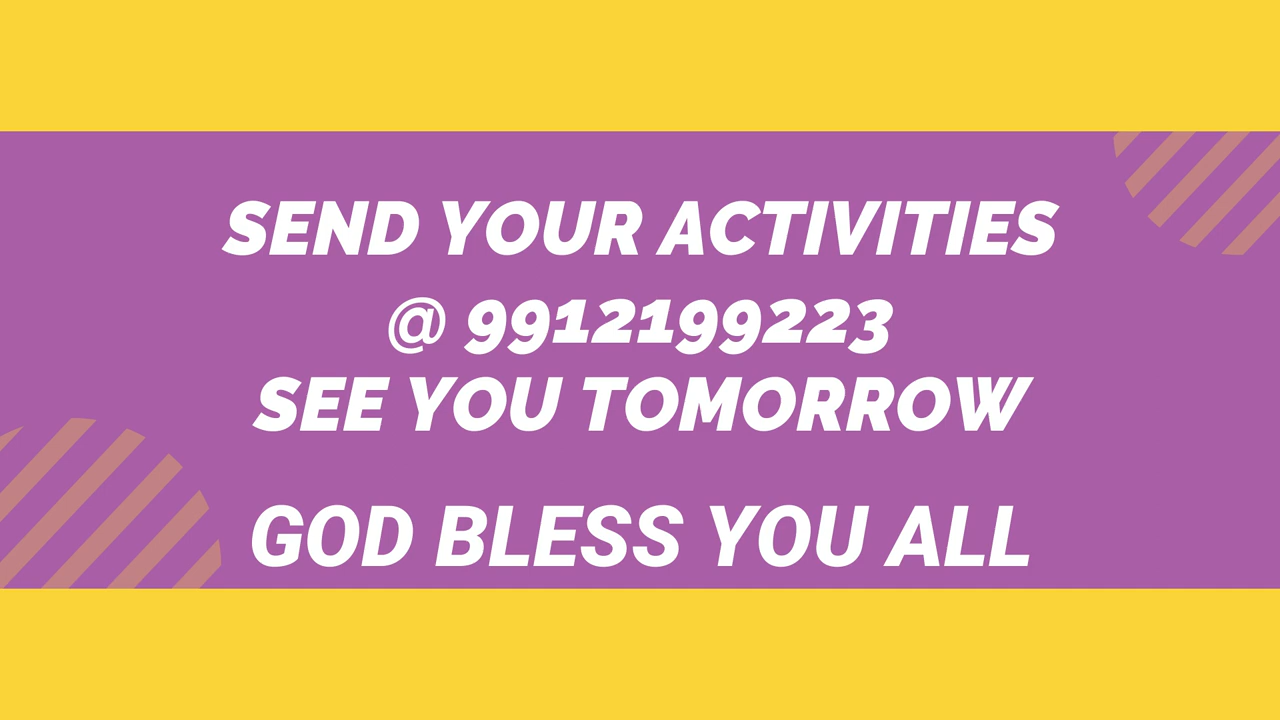 SEND YOUR ACTIVITIES
@ 9912199223
SEE YOU TOMORROW
GOD BLESS YOU ALL